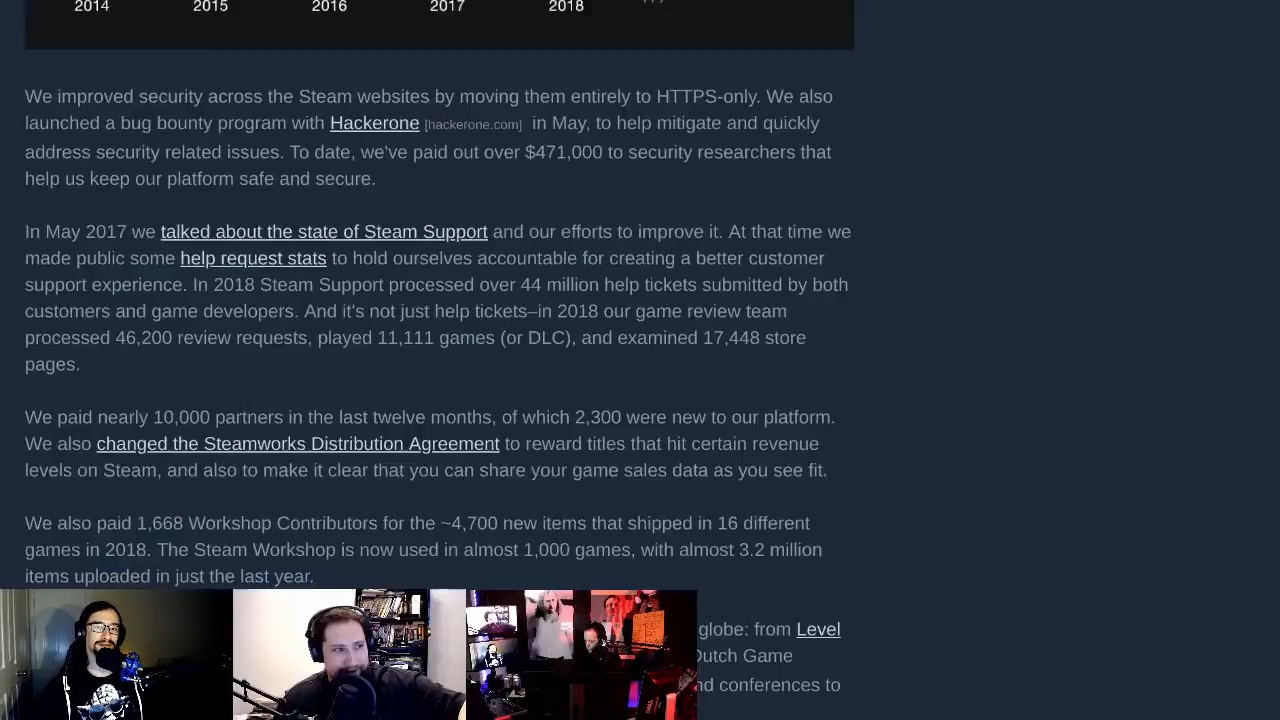 2014 2015 2016 2017 2018
We improved security across the Steam websites by moving them entirely to HTTPS-only. We also
launched a bug bounty program with Hackerone [hackerone.com] in May, to help mitigate and quickly
address security related issues. To date, we've paid out over $471,000 to security researchers that
help us keep our platform safe and secure.
In May 2017 we talked about the state of Steam Support and our efforts to improve it. At that time we
made public some help request stats to hold ourselves accountable for creating a better customer
support experience. In 2018 Steam Support processed over 44 million help tickets submitted by both
customers and game developers. And it's not just help tickets–in 2018 our game review team
processed 46,200 review requests, played 11,111 games (or DLC), and examined 17,448 store
pages.
We paid nearly 10,000 partners in the last twelve months, of which 2,300 were new to our platform.
We also changed the Steamworks Distribution Agreement to reward titles that hit certain revenue
levels on Steam, and also to make it clear that you can share your game sales data as you see fit.
We also paid 1,668 Workshop Contributors for the ~4,700 new items that shipped in 16 different
games in 2018. The Steam Workshop is now used in almost 1,000 games, with almost 3.2 million
items uploaded in just the last year.
globe: from Level
Dutch Game
conferences to